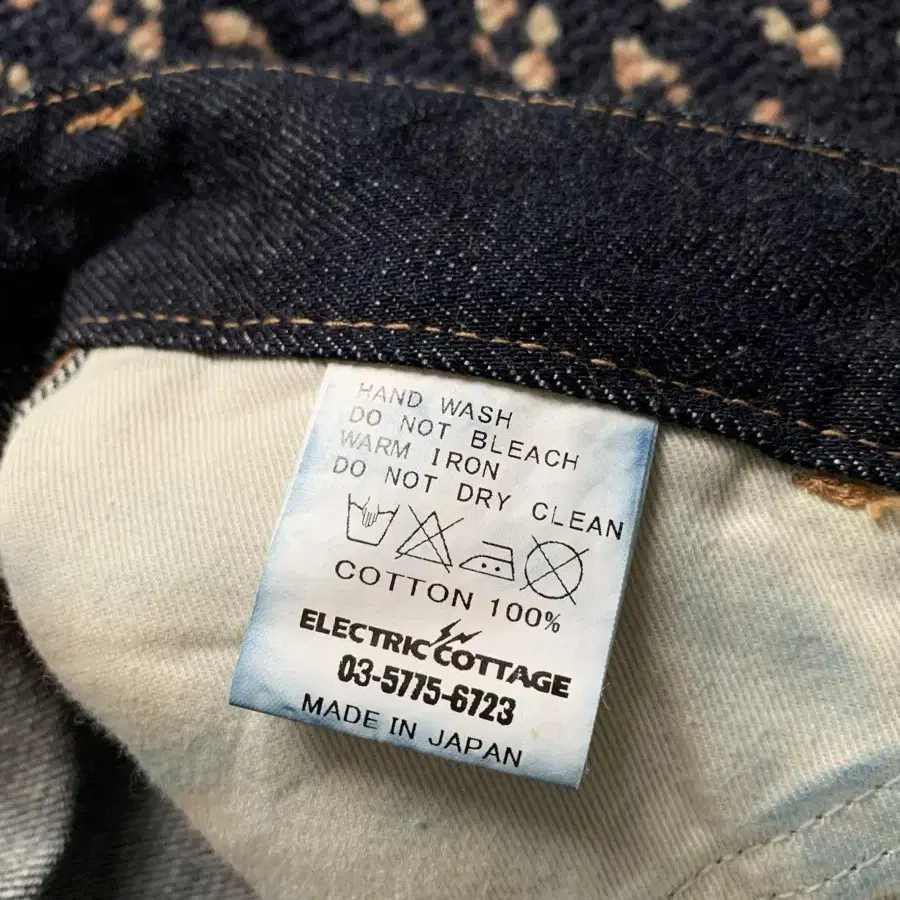 HAND WASH
DO NOT BLEACH
WARM IRON
DO NOT DRY CLEAN
COTTON 100%
ELECTRIC COTTAGE
03-5775-6723
MADE IN JAPAN